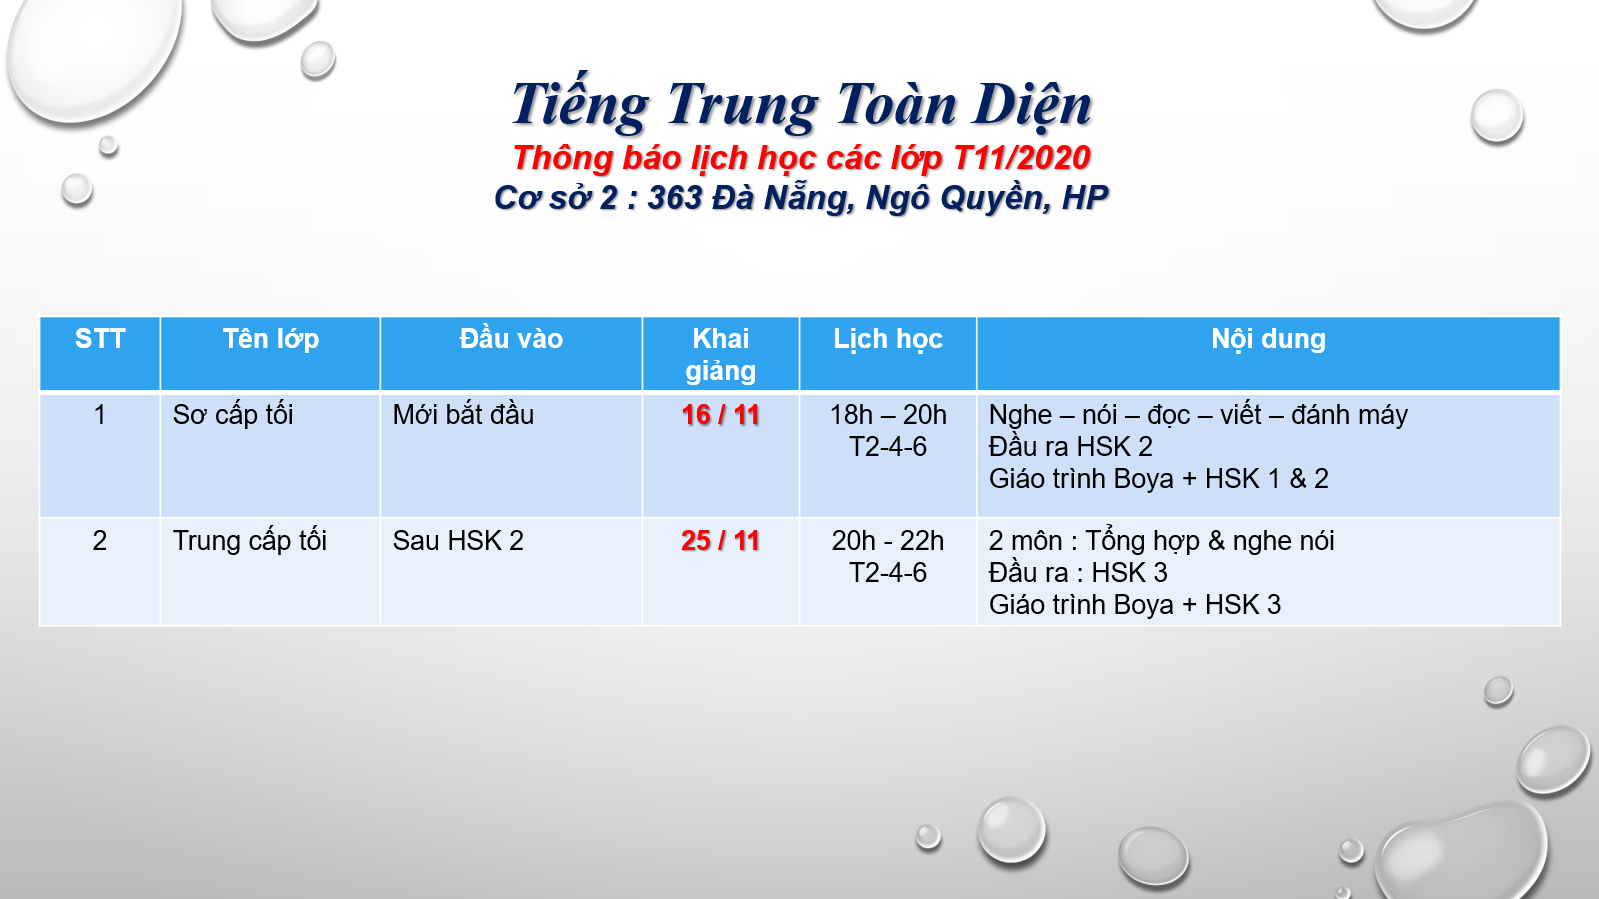 Tiếng Trung Toàn Diện
Thông báo lịch học các lớp T11/2020
Cơ sở 2 : 363 Đà Nẵng, Ngô Quyền, HP
STT Tên lớp Đầu vào Khai giảng Lịch học Nội dung
1 Sơ cấp tối Mới bắt đầu 16 / 11 18h – 20h Nghe – nói – đọc – viết – đánh máy
T2-4-6 Đầu ra HSK 2
Giáo trình Boya + HSK 1 & 2
2 Trung cấp tối Sau HSK 2 25 / 11 20h - 22h 2 môn : Tổng hợp & nghe nói
T2-4-6 Đầu ra : HSK 3
Giáo trình Boya + HSK 3